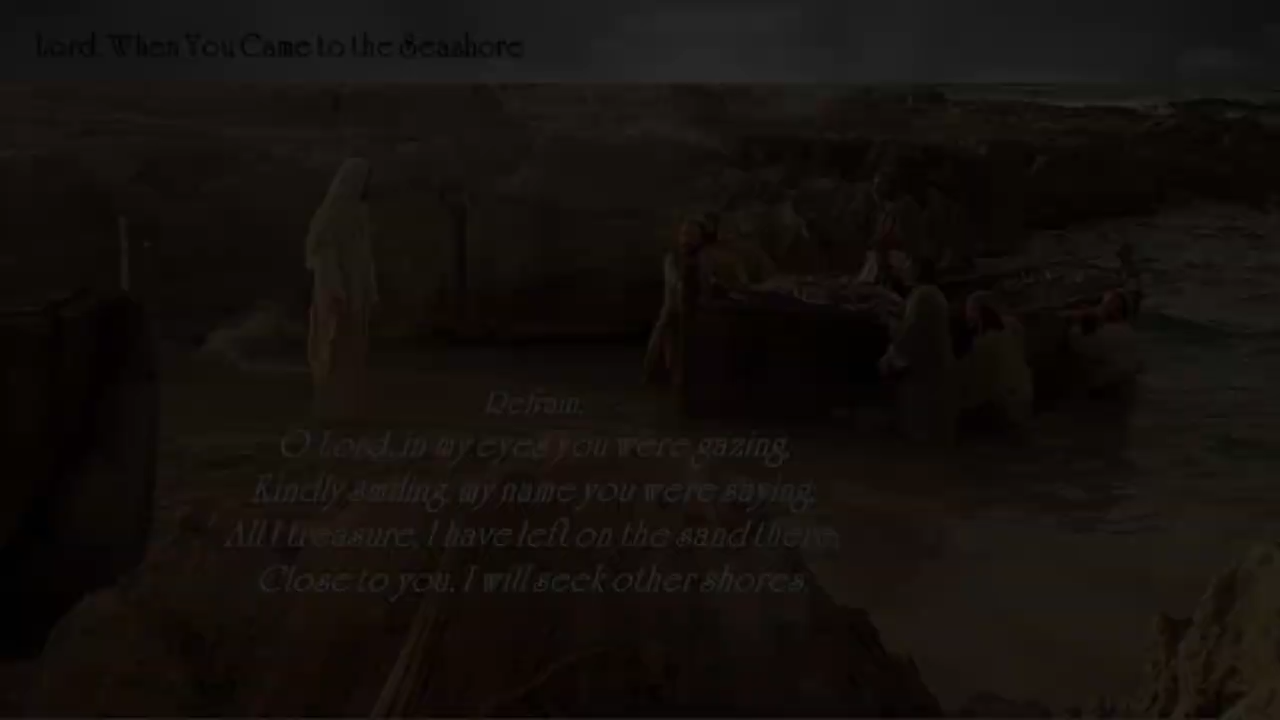 Lord, When You Came to the Seashore
Refrain:
O Lord, in my eyes you were gazing,
Kindly smiling, my name you were saying;
All I treasure, I have left on the sand there;
Close to you, I will seek other shores.